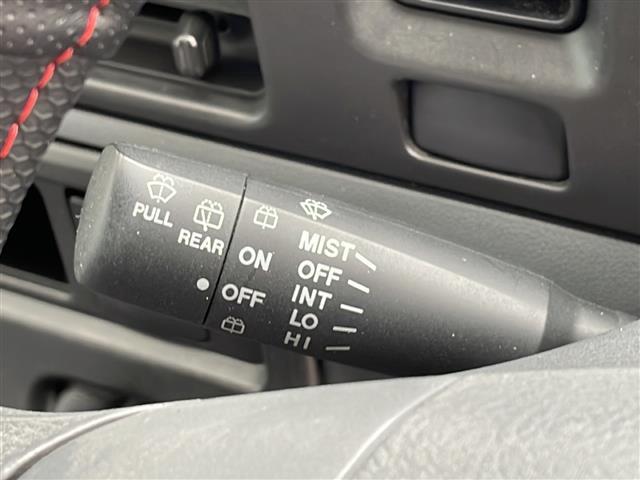 PULL
REAR
ON
OFF
MIST
OFF
INT
LO
HI